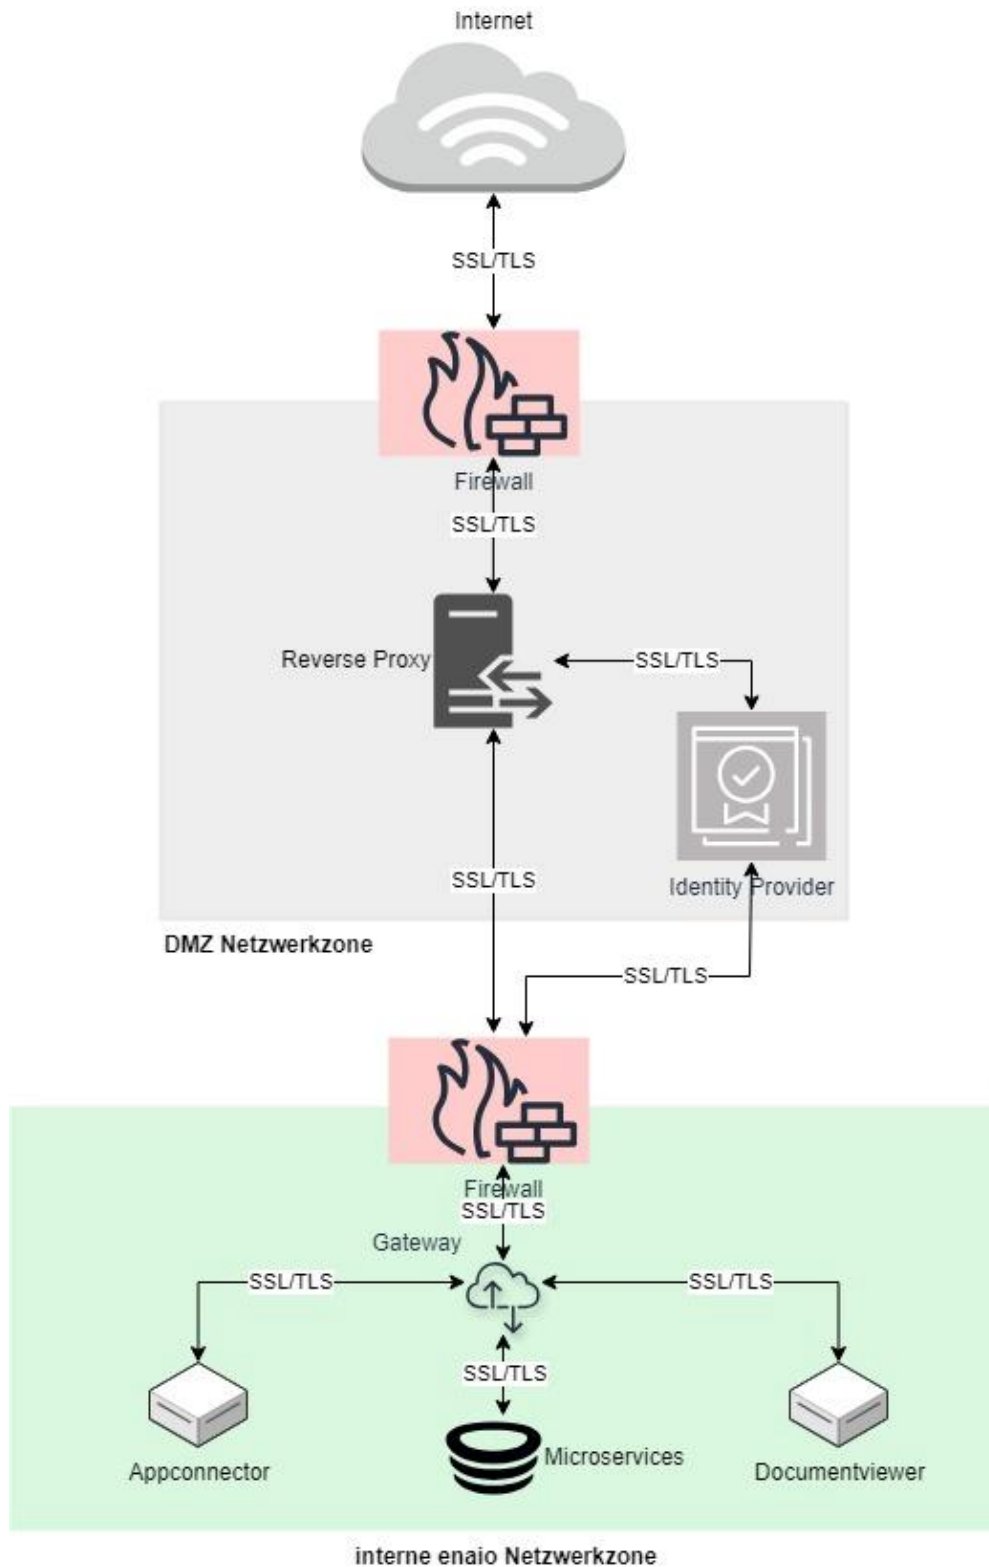 Internet
SSL/TLS
Firewall
SSL/TLS
Reverse Proxy
SSL/TLS
SSL/TLS
Identity Provider
DMZ Netzwerkzone
SSL/TLS
Firewall
SSL/TLS
Gateway
SSL/TLS
SSL/TLS
SSL/TLS
Microservices
Appconnector
Documentviewer
interne enaio Netzwerkzone